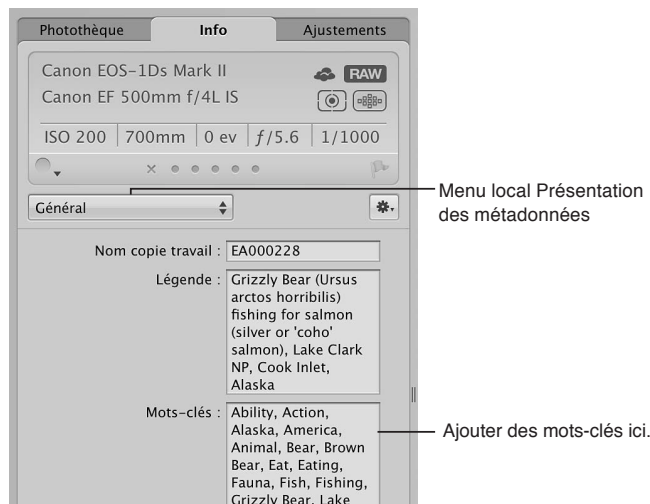 Photothèque Info Ajustements
Canon EOS-1Ds Mark II RAW
Canon EF 500mm f/4L IS
ISO 200 700mm 0 ev ƒ/5.6 1/1000
Menu local Présentation
des métadonnées
Général
Nom copie travail : EA000228
Légende : Grizzly Bear (Ursus
arctos horribilis)
fishing for salmon
(silver or 'coho'
salmon), Lake Clark
NP, Cook Inlet,
Alaska
Mots-clés : Ability, Action,
Alaska, America,
Animal, Bear, Brown
Bear, Eat, Eating,
Fauna, Fish, Fishing,
Grizzly Bear, Lake
Ajouter des mots-clés ici.